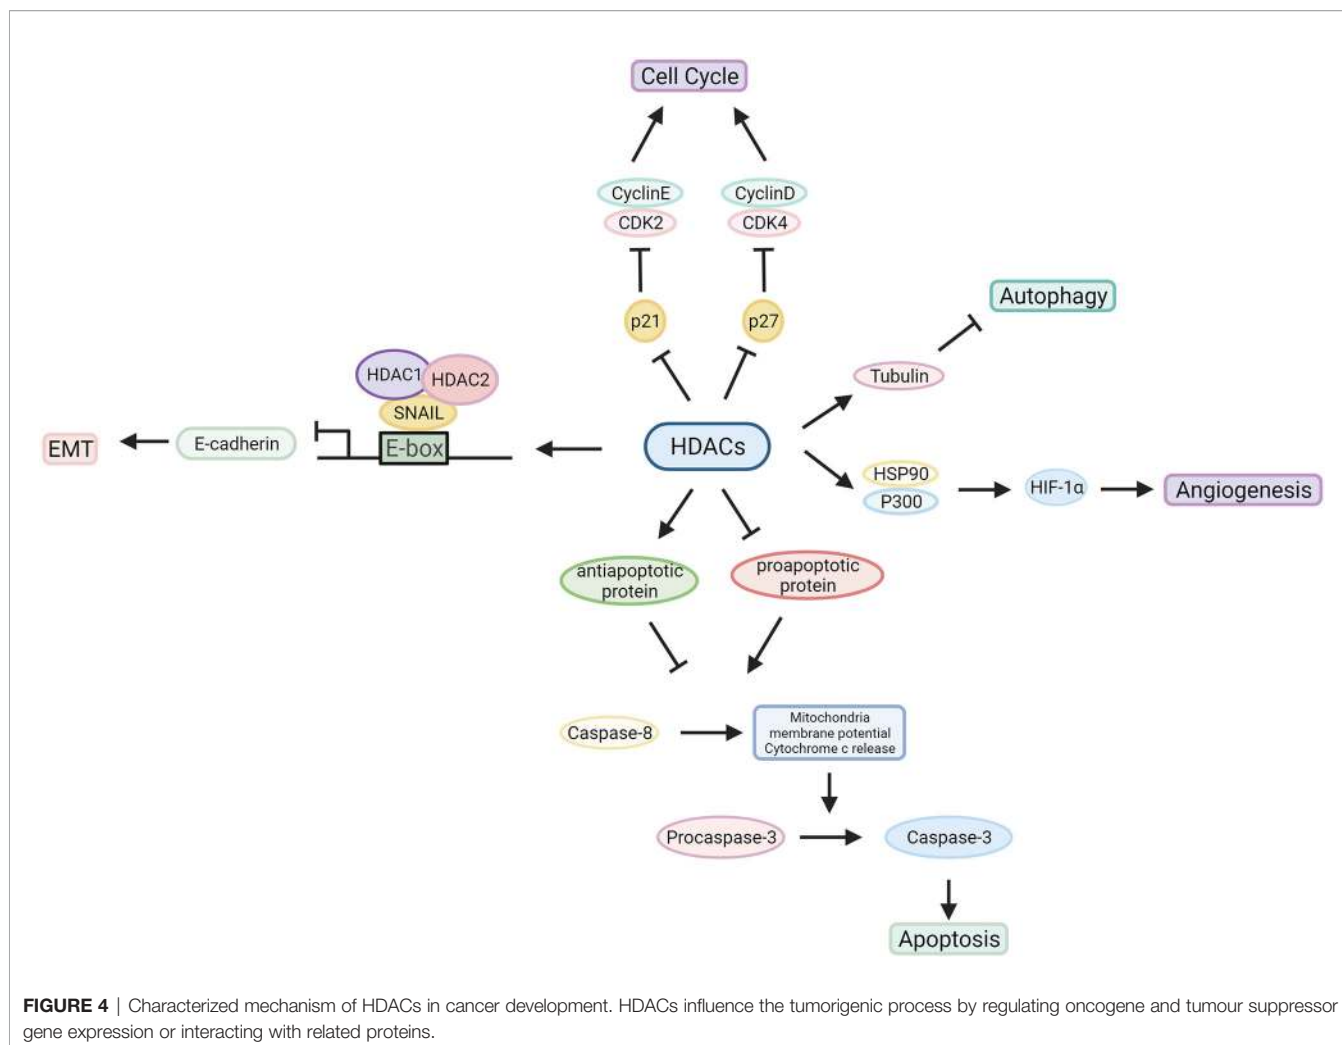 Cell Cycle
CyclinE
CDK2
CyclinD
CDK4
p21
p27
Autophagy
Tubulin
HDAC1
HDAC2
SNAIL
E-box
E-cadherin
EMT
HDACs
HSP90
P300
HIF-1α
Angiogenesis
antiapoptotic
protein
proapoptotic
protein
Caspase-8
Mitochondria
membrane potential
Cytochrome c release
Procaspase-3
Caspase-3
Apoptosis
FIGURE 4 | Characterized mechanism of HDACs in cancer development. HDACs influence the tumorigenic process by regulating oncogene and tumour suppressor
gene expression or interacting with related proteins.